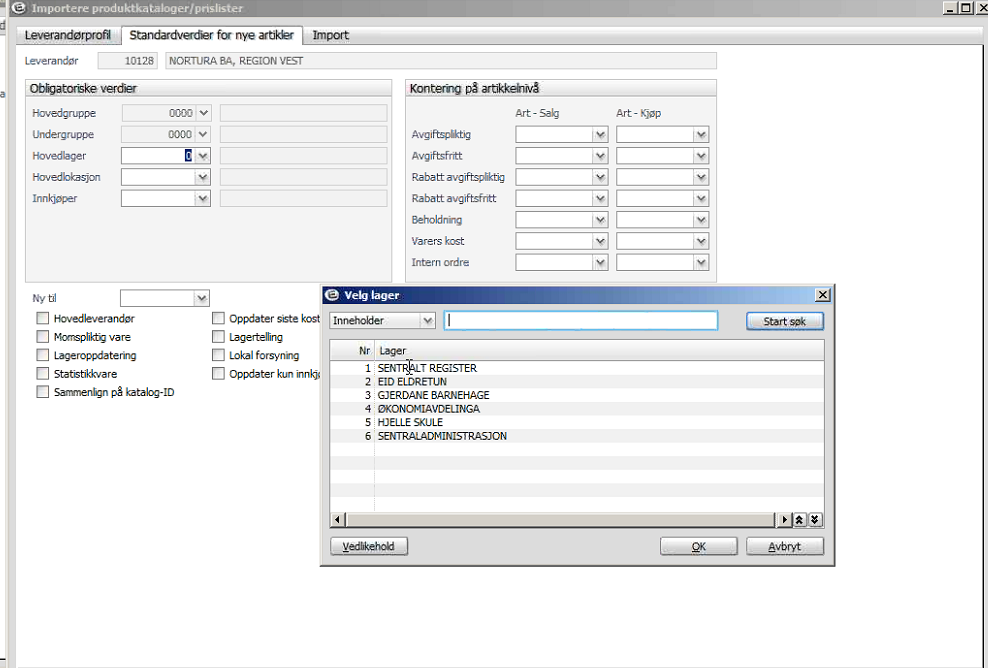 Importere produktkataloger/prislister
Leverandørprofil Standardverdier for nye artikler Import
Leverandør 10128 NORTURA BA, REGION VEST
Obligatoriske verdier
Hovedgruppe 0000
Undergruppe 0000
Hovedlager 0
Hovedlokasjon
Innkjøper
Kontering på artikkelnivå
Art - Salg Art - Kjøp
Avgiftspliktig
Avgiftsfritt
Rabatt avgiftspliktig
Rabatt avgiftsfritt
Beholdning
Varers kost
Intern ordre
Ny til
Hovedleverandør Oppdater siste kost
Momspliktig vare Lagertelling
Lageroppdatering Lokal forsyning
Statistikkvare Oppdater kun innkj
Sammenlign på katalog-ID
Velg lager
Inneholder Start søk
Nr Lager
1 SENTRALT REGISTER
2 EID ELDRETUN
3 GJERDANE BARNEHAGE
4 ØKONOMIAVDELINGA
5 HJELLE SKULE
6 SENTRALADMINISTRASJON
Vedlikehold OK Avbryt